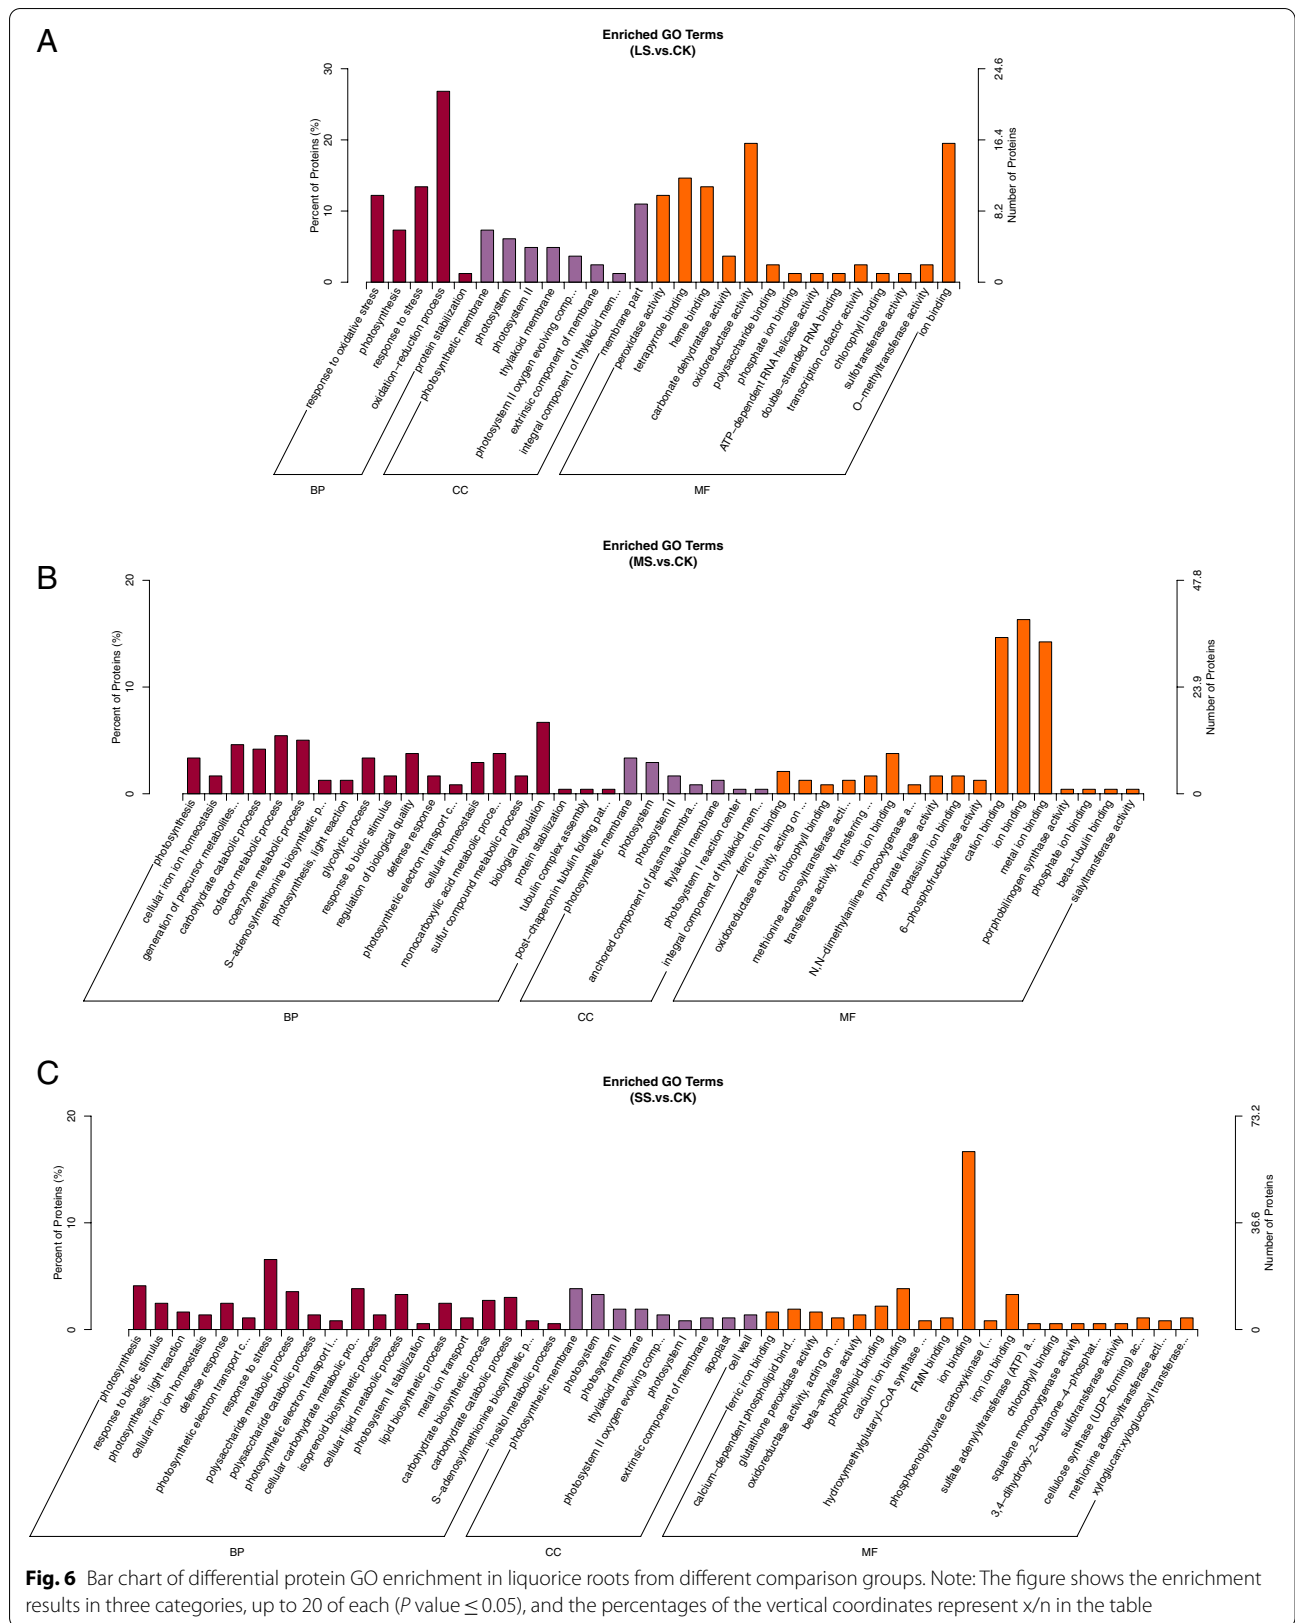 A
Enriched GO Terms
(LS.vs.CK)
Percent of Proteins (%)
0
10
20
30
Number of Proteins
0
8.2
16.4
24.6
response to oxidative stress
photosynthesis
response to stress
oxidation−reduction process
protein stabilization
photosynthetic membrane
photosystem
photosystem II
thylakoid membrane
photosystem II oxygen evolving comp...
extrinsic component of membrane
integral component of thylakoid mem...
membrane part
peroxidase activity
tetrapyrrole binding
heme binding
carbonate dehydratase activity
oxidoreductase activity
polysaccharide binding
phosphate ion binding
ATP−dependent RNA helicase activity
double−stranded RNA binding
transcription cofactor activity
chlorophyll binding
sulfotransferase activity
O−methyltransferase activity
ion binding
BP
CC
MF
B
Enriched GO Terms
(MS.vs.CK)
Percent of Proteins (%)
0
10
20
Number of Proteins
0
23.9
47.8
photosynthesis
cellular iron ion homeostasis
generation of precursor metabolites...
carbohydrate catabolic process
cofactor metabolic process
coenzyme metabolic process
S−adenosylmethionine biosynthetic p...
photosynthesis, light reaction
glycolytic process
response to biotic stimulus
regulation of biological quality
defense response
photosynthetic electron transport c...
cellular homeostasis
monocarboxylic acid metabolic proce...
sulfur compound metabolic process
biological regulation
protein stabilization
tubulin complex assembly
post−chaperonin tubulin folding pat...
photosynthetic membrane
photosystem
photosystem II
anchored component of plasma membra...
thylakoid membrane
photosystem I reaction center
integral component of thylakoid mem...
ferric iron binding
oxidoreductase activity, acting on ...
chlorophyll binding
methionine adenosyltransferase acti...
transferase activity, transferring ...
iron ion binding
N,N−dimethylaniline monooxygenase a...
pyruvate kinase activity
potassium ion binding
6−phosphofructokinase activity
cation binding
ion binding
metal ion binding
porphobilinogen synthase activity
phosphate ion binding
beta−tubulin binding
sialyltransferase activity
BP
CC
MF
C
Enriched GO Terms
(SS.vs.CK)
Percent of Proteins (%)
0
10
20
Number of Proteins
0
36.6
73.2
photosynthesis
response to biotic stimulus
photosynthesis, light reaction
cellular iron ion homeostasis
defense response
photosynthetic electron transport c...
response to stress
polysaccharide metabolic process
polysaccharide catabolic process
photosynthetic electron transport i...
cellular carbohydrate metabolic pro...
isoprenoid biosynthetic process
cellular lipid metabolic process
photosystem II stabilization
lipid biosynthetic process
metal ion transport
carbohydrate biosynthetic process
carbohydrate catabolic process
S−adenosylmethionine biosynthetic p...
inositol metabolic process
photosynthetic membrane
photosystem
photosystem II
thylakoid membrane
photosystem II oxygen evolving comp...
photosystem I
extrinsic component of membrane
apoplast
cell wall
ferric iron binding
calcium−dependent phospholipid bind...
glutathione peroxidase activity
oxidoreductase activity, acting on ...
beta−amylase activity
phospholipid binding
calcium ion binding
hydroxymethylglutaryl−CoA synthase ...
FMN binding
ion binding
phosphoenolpyruvate carboxykinase (...
iron ion binding
sulfate adenylyltransferase (ATP) a...
chlorophyll binding
squalene monooxygenase activity
3,4−dihydroxy−2−butanone−4−phosphat...
sulfotransferase activity
cellulose synthase (UDP−forming) ac...
methionine adenosyltransferase acti...
xyloglucan:xyloglucosyl transferase...
BP
CC
MF
Fig. 6 Bar chart of differential protein GO enrichment in liquorice roots from different comparison groups. Note: The figure shows the enrichment
results in three categories, up to 20 of each (P value ≤ 0.05), and the percentages of the vertical coordinates represent x/n in the table